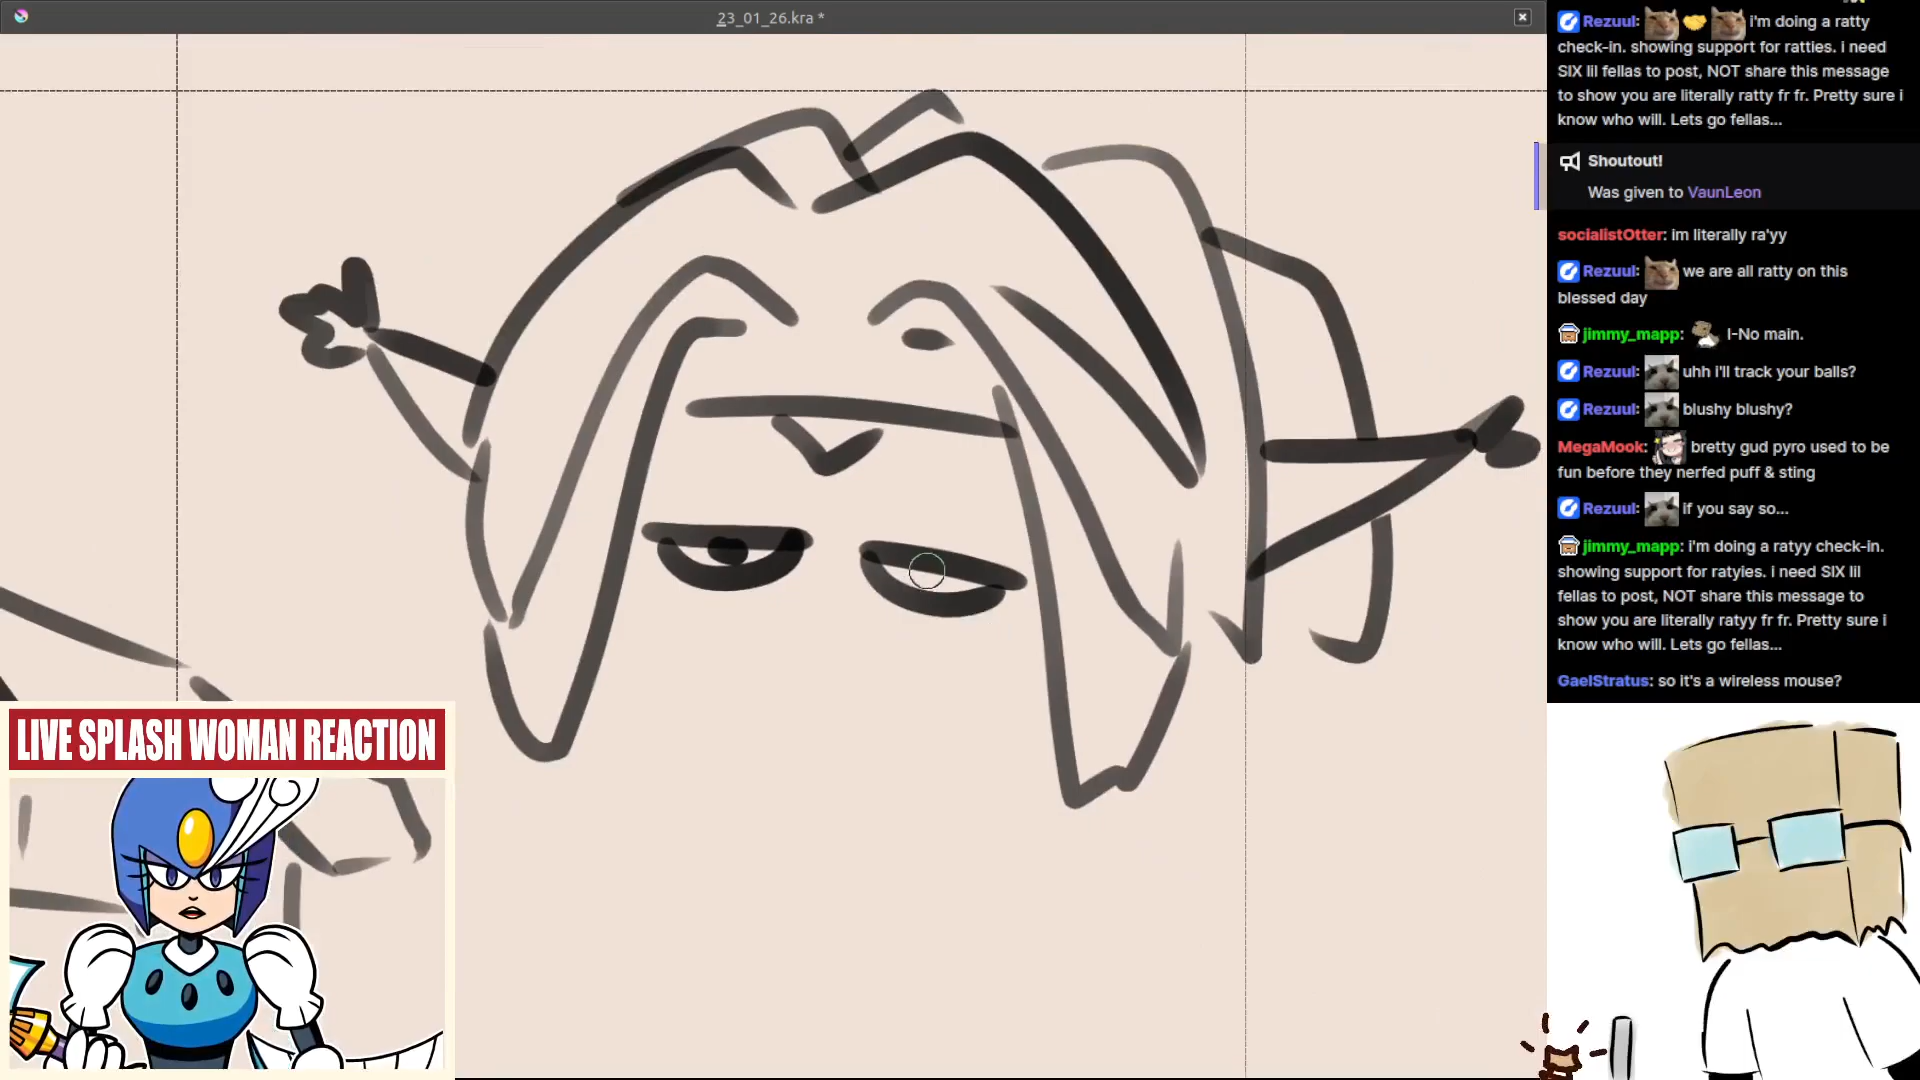 23_01_26.kra *
Rezuul: i'm doing a ratty
check-in. showing support for ratties. i need
SIX lil fellas to post, NOT share this message
to show you are literally ratty fr fr. Pretty sure i
know who will. Lets go fellas...
Shoutout!
Was given to VaunLeon
socialistOtter: im literally ra'yy
Rezuul: we are all ratty on this
blessed day
jimmy_mapp: I-No main.
Rezuul: uhh i'll track your balls?
Rezuul: blushy blushy?
MegaMook: bretty gud pyro used to be
fun before they nerfed puff & sting
Rezuul: if you say so...
jimmy_mapp: i'm doing a ratyy check-in.
showing support for ratyies. i need SIX lil
fellas to post, NOT share this message to
show you are literally ratyy fr fr. Pretty sure i
know who will. Lets go fellas...
GaelStratus: so it's a wireless mouse?
LIVE SPLASH WOMAN REACTION